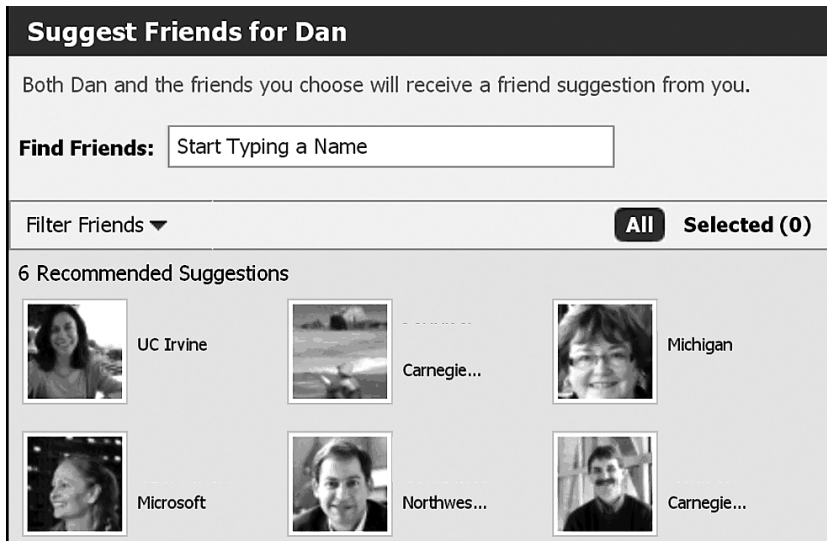 Suggest Friends for Dan
Both Dan and the friends you choose will receive a friend suggestion from you.
Find Friends: Start Typing a Name
Filter Friends All Selected (0)
6 Recommended Suggestions
UC Irvine
Carnegie...
Michigan
Microsoft
Northwes...
Carnegie...